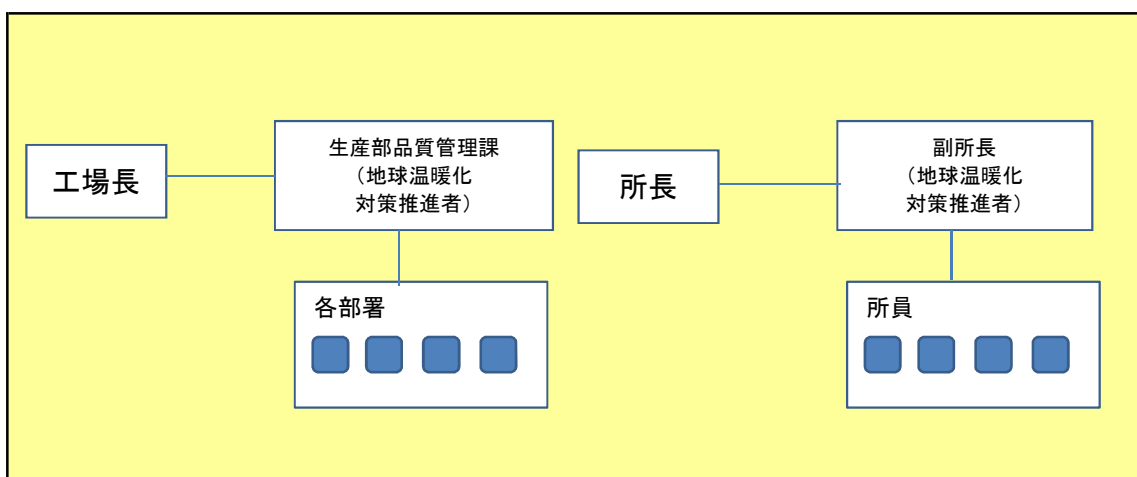 工場長
生産部品質管理課
（地球温暖化
対策推進者）
各部署
所長
副所長
（地球温暖化
対策推進者）
所員